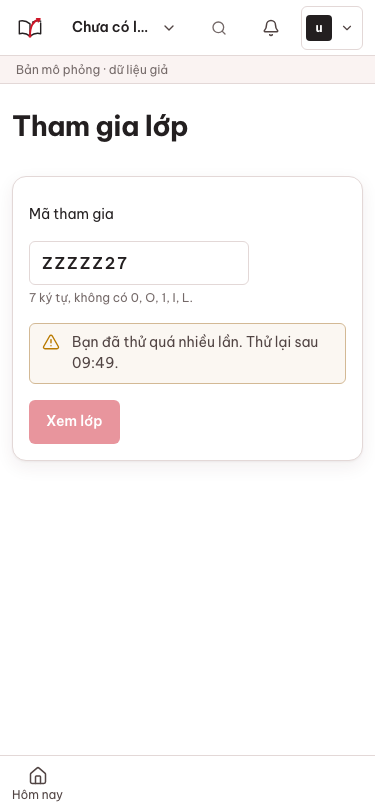 Chưa có l...
u
Bản mô phỏng · dữ liệu giả
Tham gia lớp
Mã tham gia
ZZZZZ27
7 ký tự, không có 0, O, 1, I, L.
Bạn đã thử quá nhiều lần. Thử lại sau
09:49.
Xem lớp
Hôm nay